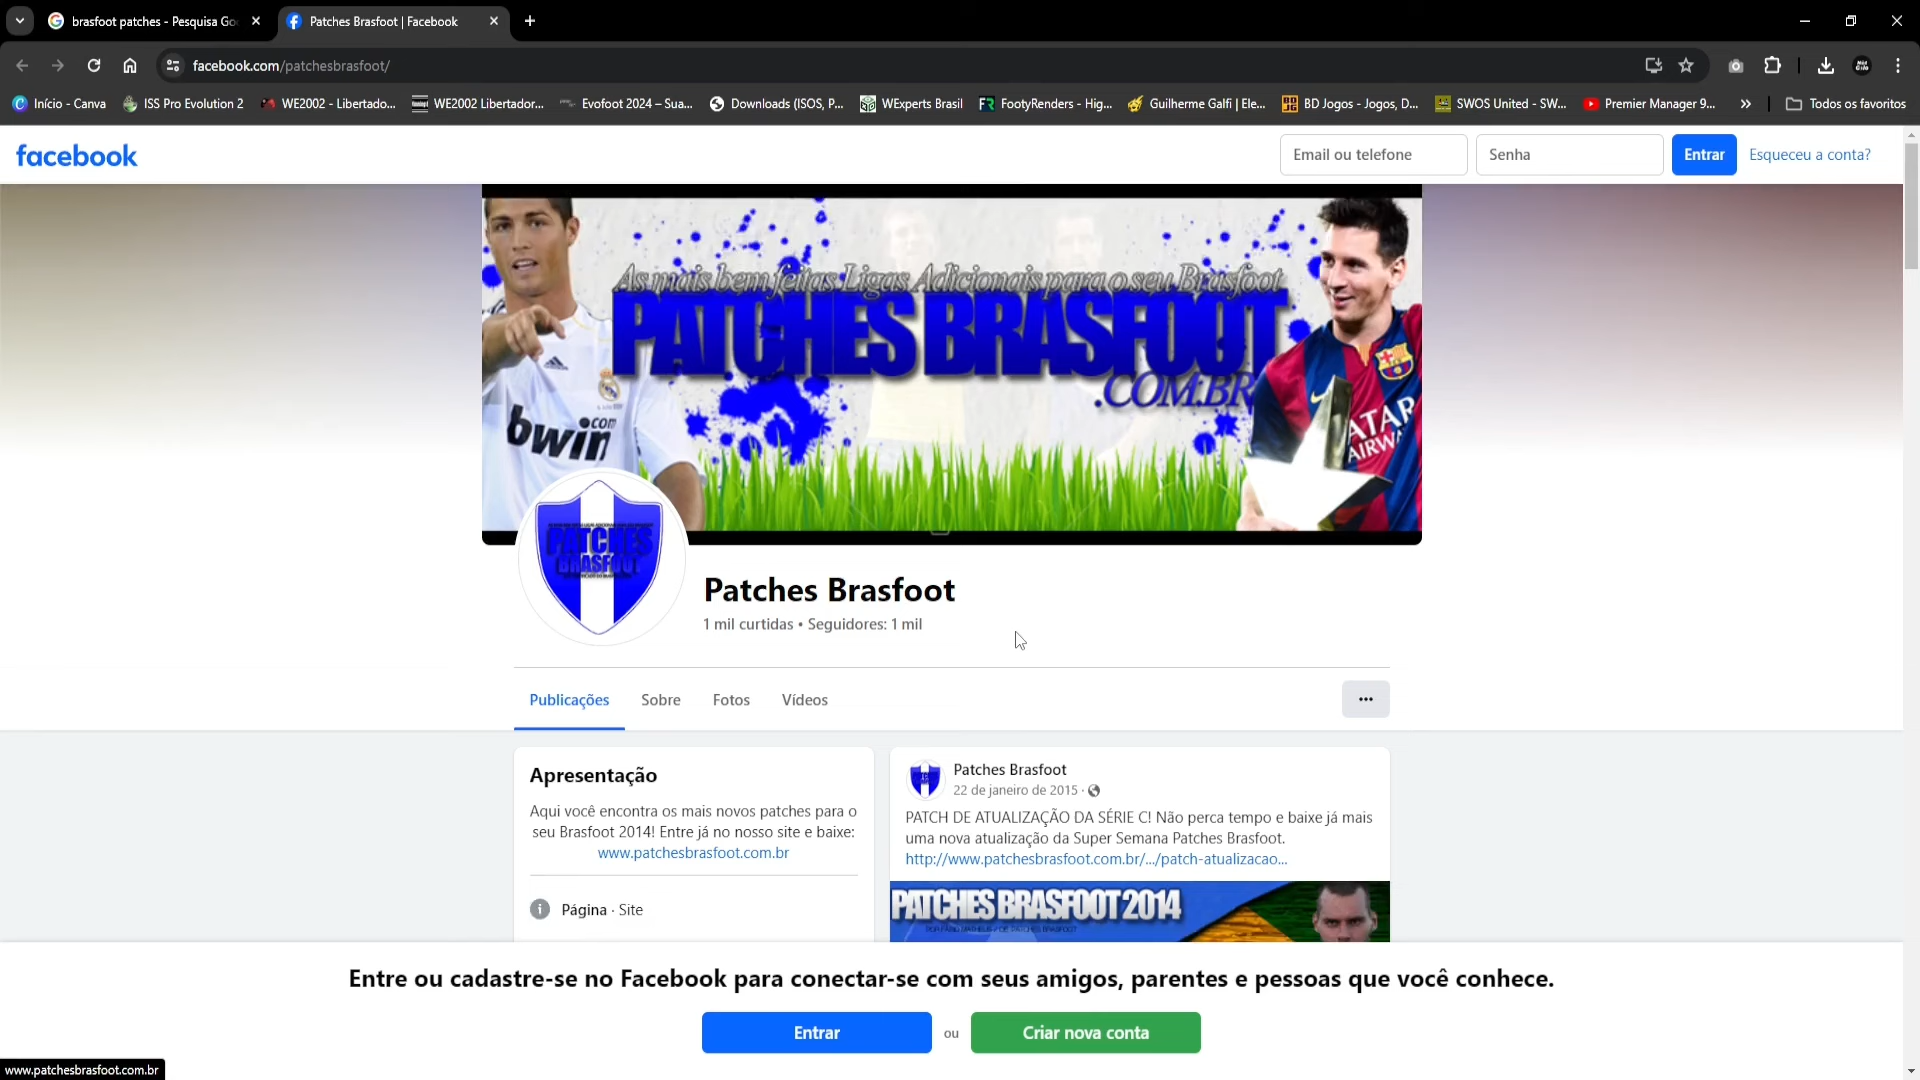 brasfoot patches - Pesquisa Go
Patches Brasfoot | Facebook
facebook.com/patchesbrasfoot/
Início - Canva
ISS Pro Evolution 2
WE2002 - Libertado...
WE2002 Libertador...
Evofoot 2024 – Sua...
Downloads (ISOS, P...
WExperts Brasil
FootyRenders - Hig...
Guilherme Galfi | Ele...
BD Jogos - Jogos, D...
SWOS United - SW...
Premier Manager 9...
Todos os favoritos
facebook
Email ou telefone
Senha
Entrar
Esqueceu a conta?
As mais bem feitas Ligas Adicionais para o seu Brasfoot
PATCHES BRASFOOT
.COM.BR
bwin
.com
QATAR
AIRW
PATCHES
BRASFOOT
Patches Brasfoot
1 mil curtidas • Seguidores: 1 mil
Publicações
Sobre
Fotos
Vídeos
Apresentação
Aqui você encontra os mais novos patches para o
seu Brasfoot 2014! Entre já no nosso site e baixe:
www.patchesbrasfoot.com.br
Página · Site
Patches Brasfoot
22 de janeiro de 2015 ·
PATCH DE ATUALIZAÇÃO DA SÉRIE C! Não perca tempo e baixe já mais
uma nova atualização da Super Semana Patches Brasfoot.
http://www.patchesbrasfoot.com.br/.../patch-atualizacao...
PATCHES BRASFOOT 2014
Entre ou cadastre-se no Facebook para conectar-se com seus amigos, parentes e pessoas que você conhece.
Entrar
ou
Criar nova conta
www.patchesbrasfoot.com.br